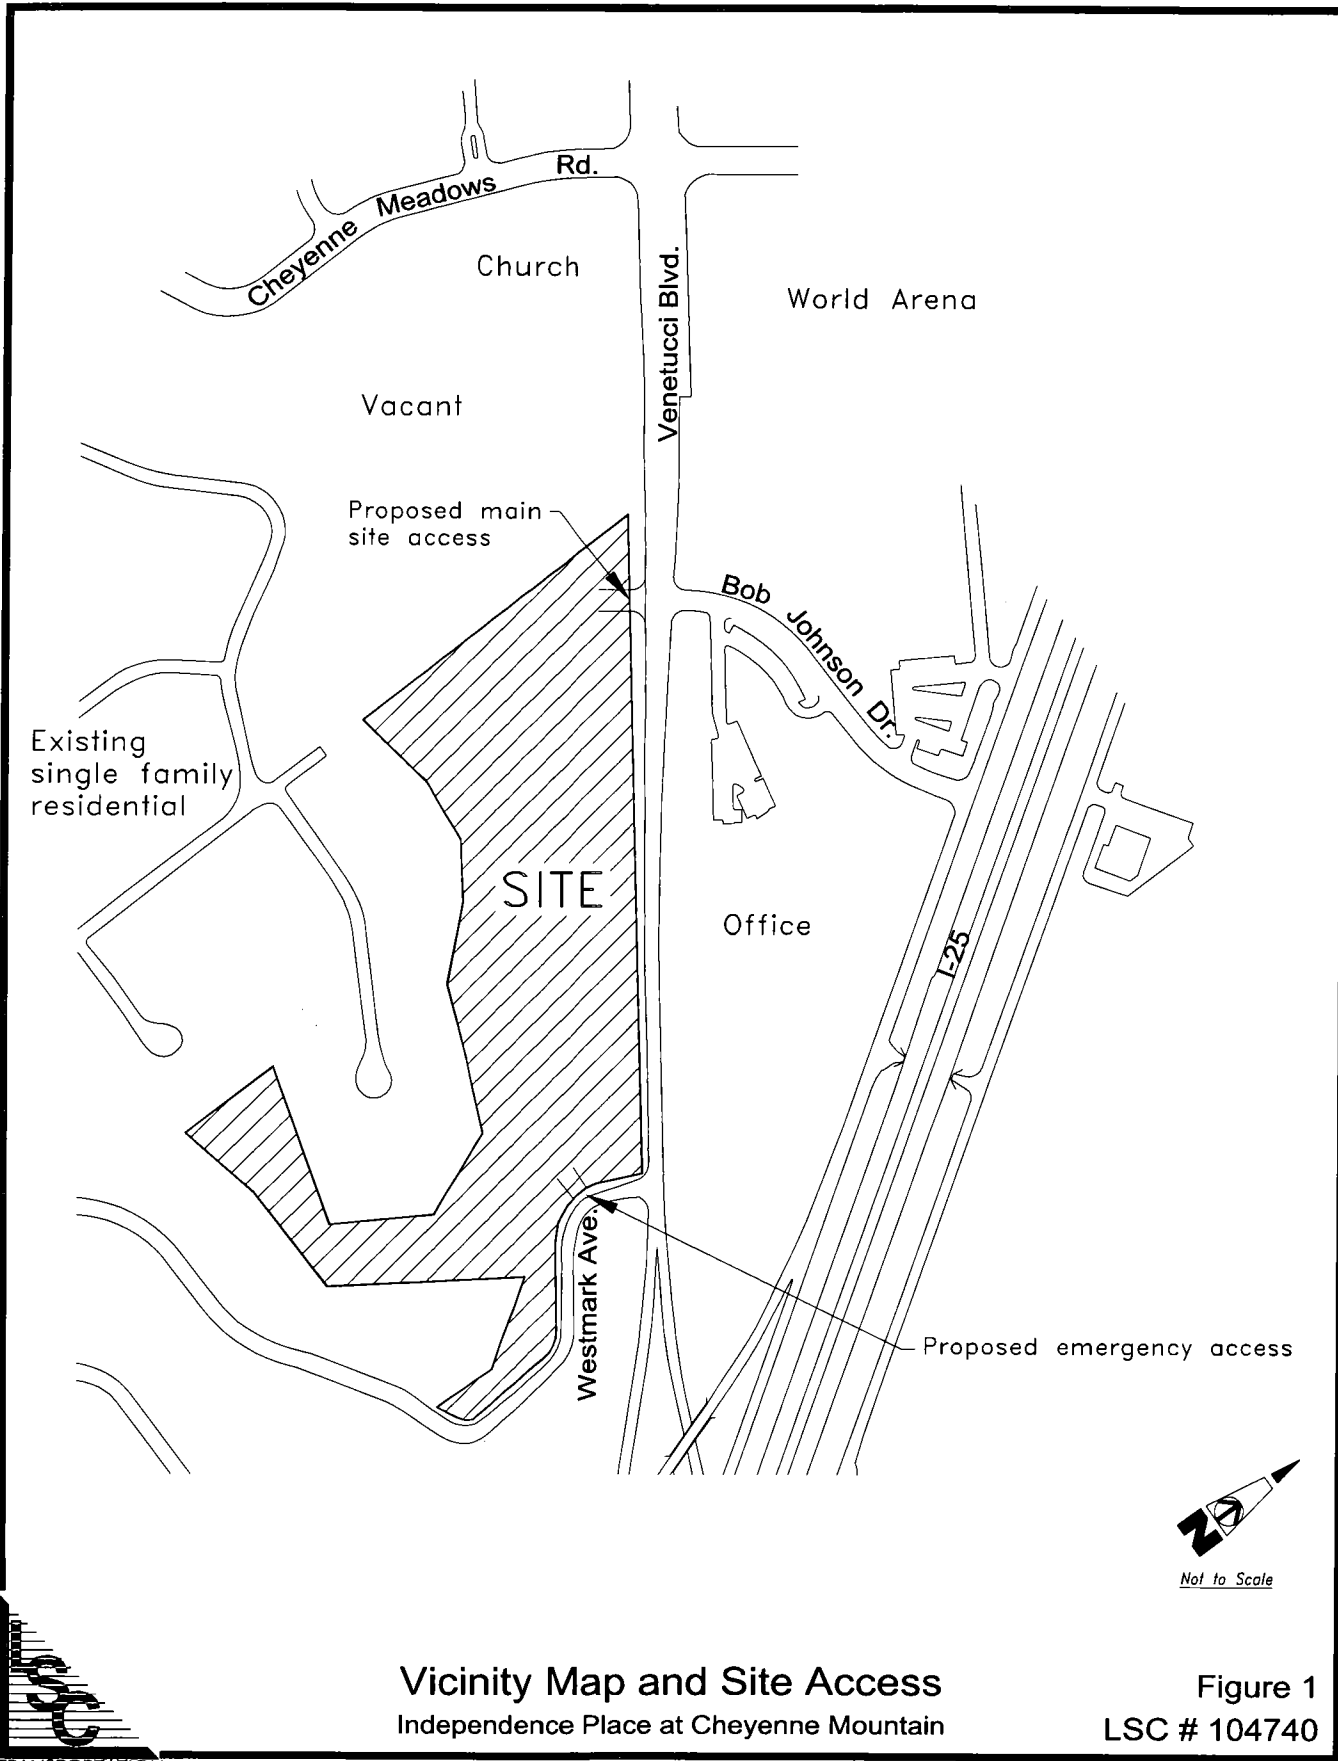 Cheyenne Meadows Rd.
Church
Venetucci Blvd.
World Arena
Vacant
Proposed main
site access
Bob Johnson Dr.
Existing
single family
residential
SITE
Office
I-25
Westmark Ave.
Proposed emergency access
N
Not to Scale
LSC
Vicinity Map and Site Access
Independence Place at Cheyenne Mountain
Figure 1
LSC # 104740